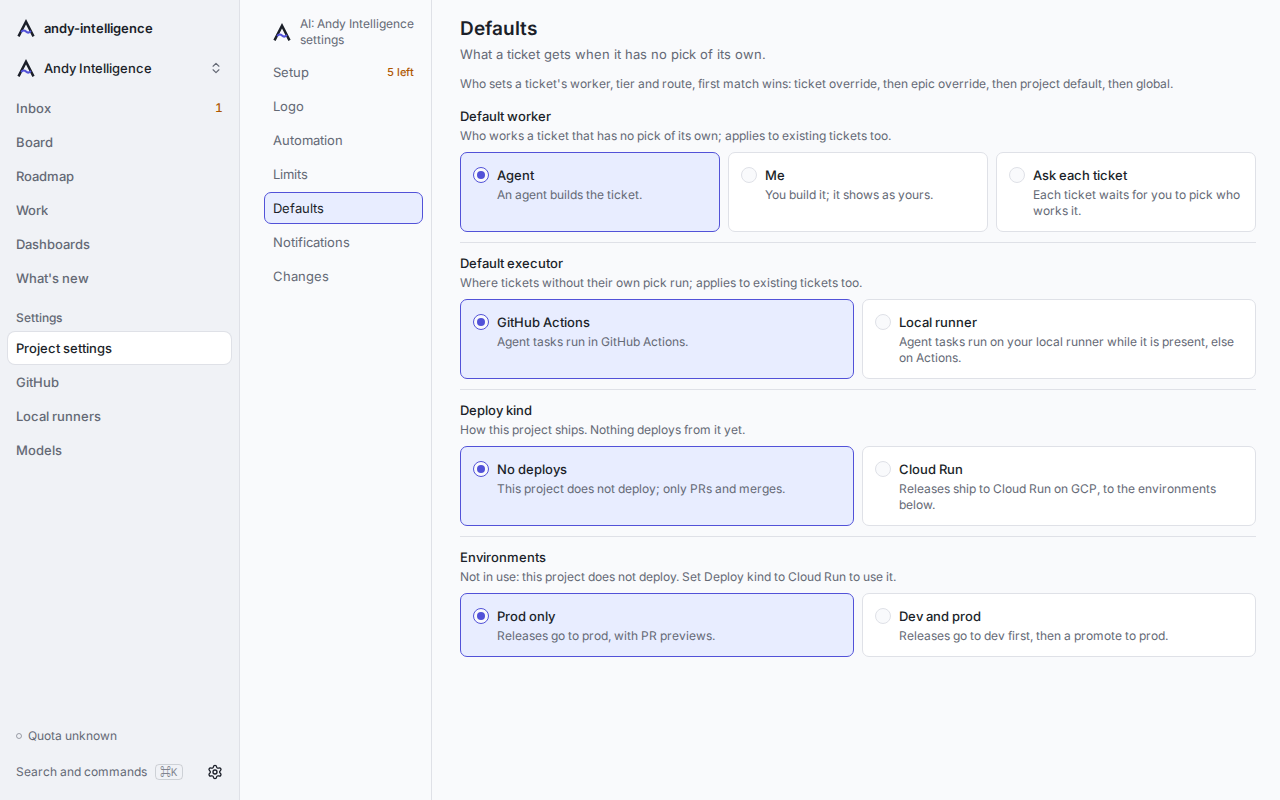 andy-intelligence
Andy Intelligence
Inbox 1
Board
Roadmap
Work
Dashboards
What's new
Settings
Project settings
GitHub
Local runners
Models
Quota unknown
Search and commands ⌘K
AI: Andy Intelligence
settings
Setup 5 left
Logo
Automation
Limits
Defaults
Notifications
Changes
Defaults
What a ticket gets when it has no pick of its own.
Who sets a ticket's worker, tier and route, first match wins: ticket override, then epic override, then project default, then global.
Default worker
Who works a ticket that has no pick of its own; applies to existing tickets too.
Agent
An agent builds the ticket.
Me
You build it; it shows as yours.
Ask each ticket
Each ticket waits for you to pick who
works it.
Default executor
Where tickets without their own pick run; applies to existing tickets too.
GitHub Actions
Agent tasks run in GitHub Actions.
Local runner
Agent tasks run on your local runner while it is present, else
on Actions.
Deploy kind
How this project ships. Nothing deploys from it yet.
No deploys
This project does not deploy; only PRs and merges.
Cloud Run
Releases ship to Cloud Run on GCP, to the environments
below.
Environments
Not in use: this project does not deploy. Set Deploy kind to Cloud Run to use it.
Prod only
Releases go to prod, with PR previews.
Dev and prod
Releases go to dev first, then a promote to prod.